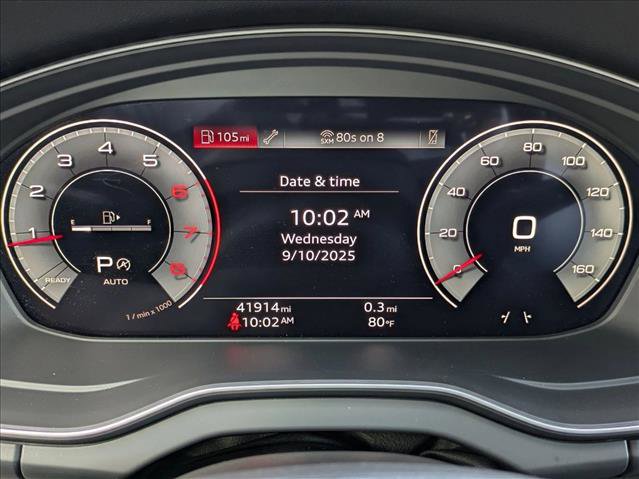 105mi
SXM 80s on 8
Date & time
10:02 AM
Wednesday
9/10/2025
41914mi 0.3mi
10:02AM 80°F
1 2 3 4 5 6 7 8
E F
P A
AUTO
READY
1 / min x 1000
0 20 40 60 80 100 120 140 160
0
MPH